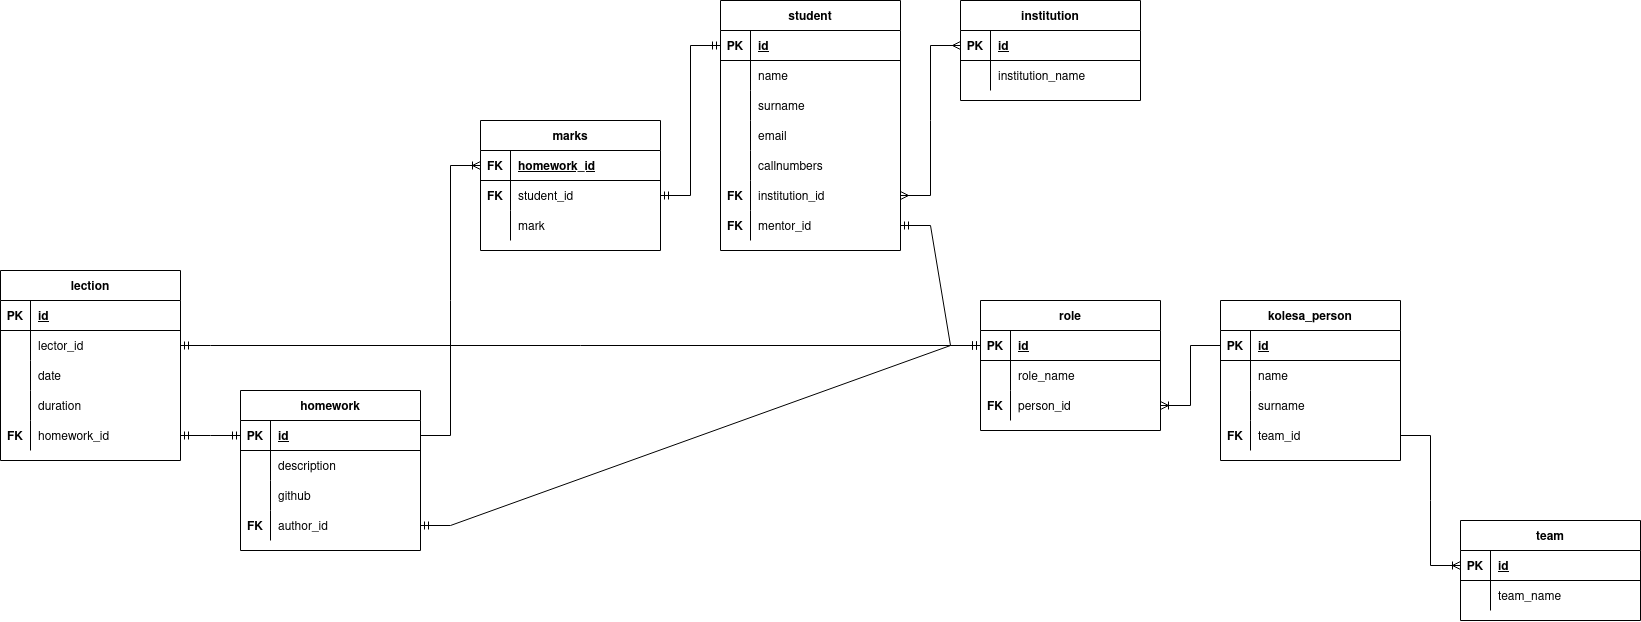 student
PK id
name
surname
email
callnumbers
FK institution_id
FK mentor_id
institution
PK id
institution_name
marks
FK homework_id
FK student_id
mark
lection
PK id
lector_id
date
duration
FK homework_id
homework
PK id
description
github
FK author_id
role
PK id
role_name
FK person_id
kolesa_person
PK id
name
surname
FK team_id
team
PK id
team_name